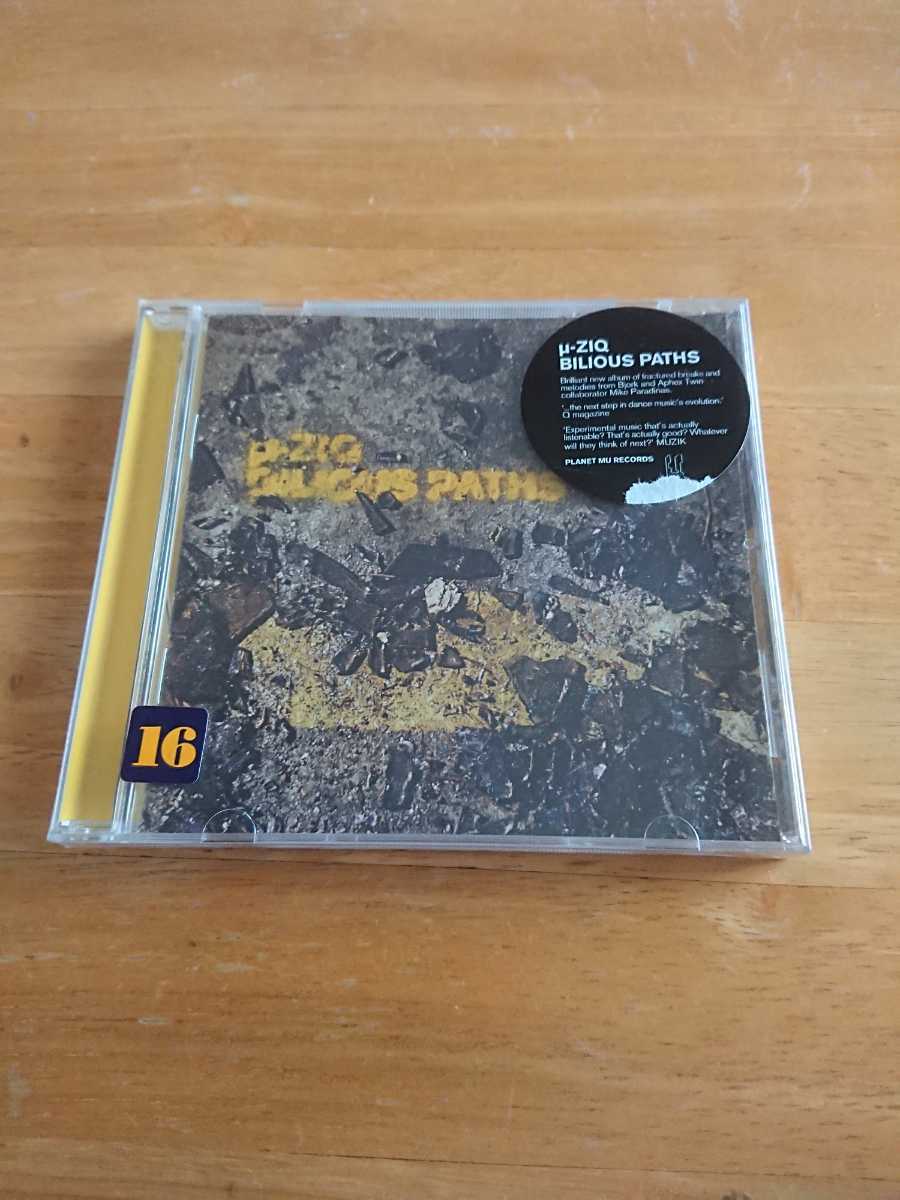 µ-ZIQ
BILIOUS PATHS
Brilliant new album of fractured breaks and
melodies from Bjork and Aphex Twin
collaborator Mike Paradinas.
'...the next step in dance music's evolution.'
Q magazine
'Experimental music that's actually
listenable? That's actually good? Whatever
will they think of next?' MUZIK
PLANET MU RECORDS
µ-ZIQ
BILIOUS PATHS
16